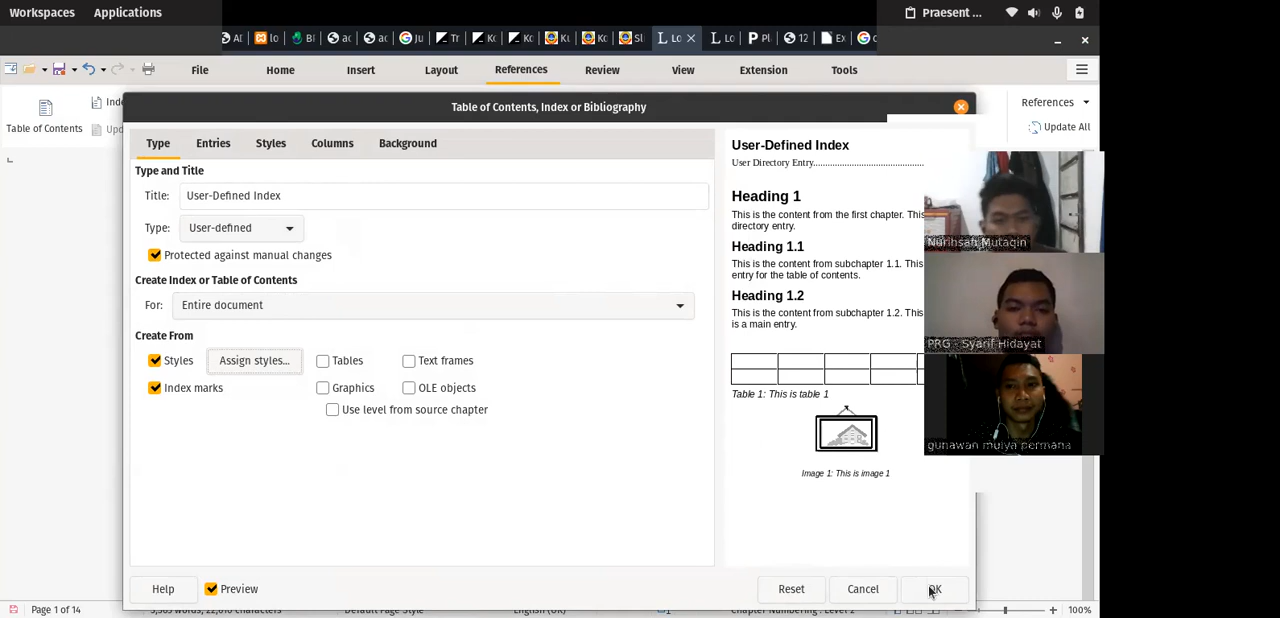 Workspaces Applications Praesent ...
File Home Insert Layout References Review View Extension Tools
Table of Contents
References
Update All
Table of Contents, Index or Bibliography
Type Entries Styles Columns Background
Type and Title
Title: User-Defined Index
Type: User-defined
Protected against manual changes
Create Index or Table of Contents
For: Entire document
Create From
Styles Assign styles... Tables Text frames
Index marks Graphics OLE objects
Use level from source chapter
User-Defined Index
User Directory Entry.......................................
Heading 1
This is the content from the first chapter. This
directory entry.
Heading 1.1
This is the content from subchapter 1.1. This
entry for the table of contents.
Heading 1.2
This is the content from subchapter 1.2. This
is a main entry.
Table 1: This is table 1
Image 1: This is image 1
Nurihsan Mutaqin
PRG - Syarif Hidayat
gunawan mulya permana
Help Preview Reset Cancel OK
Page 1 of 14 Default Page Style English (UK) Chapter Numbering : Level 2 100%